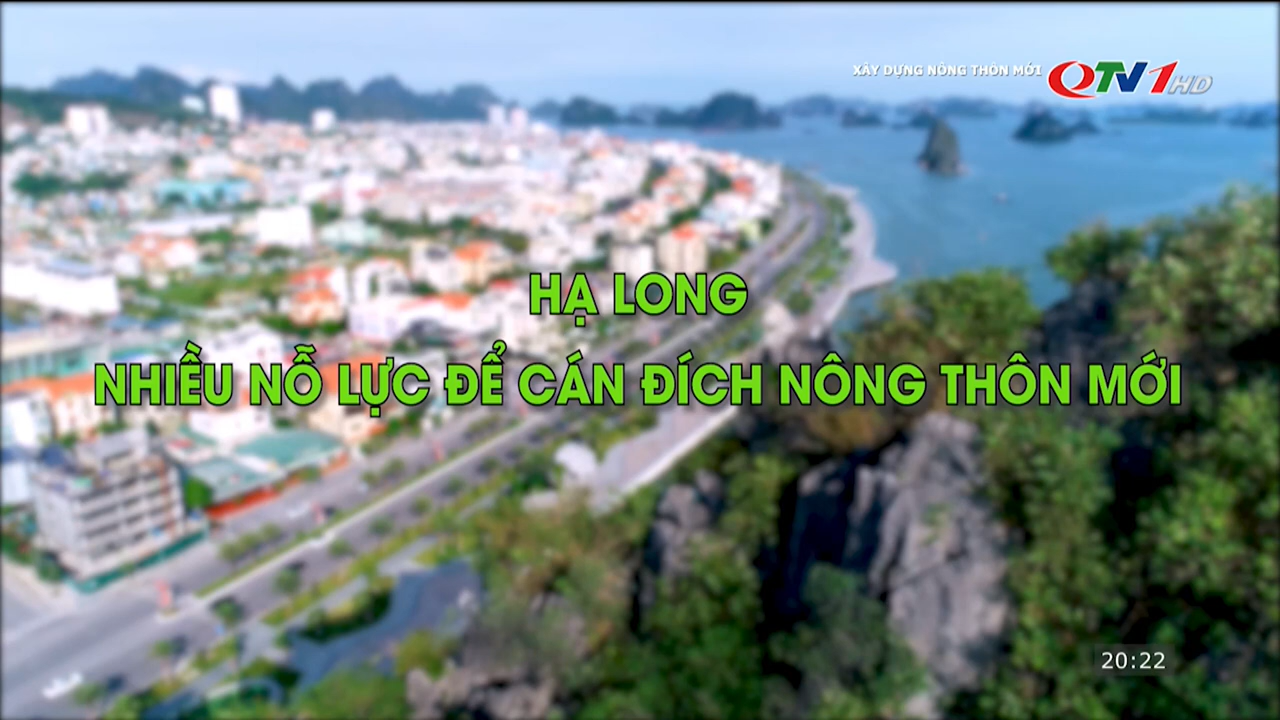 XÂY DỰNG NÔNG THÔN MỚI QTV1HD
HẠ LONG
NHIỀU NỖ LỰC ĐỂ CÁN ĐÍCH NÔNG THÔN MỚI
20:22